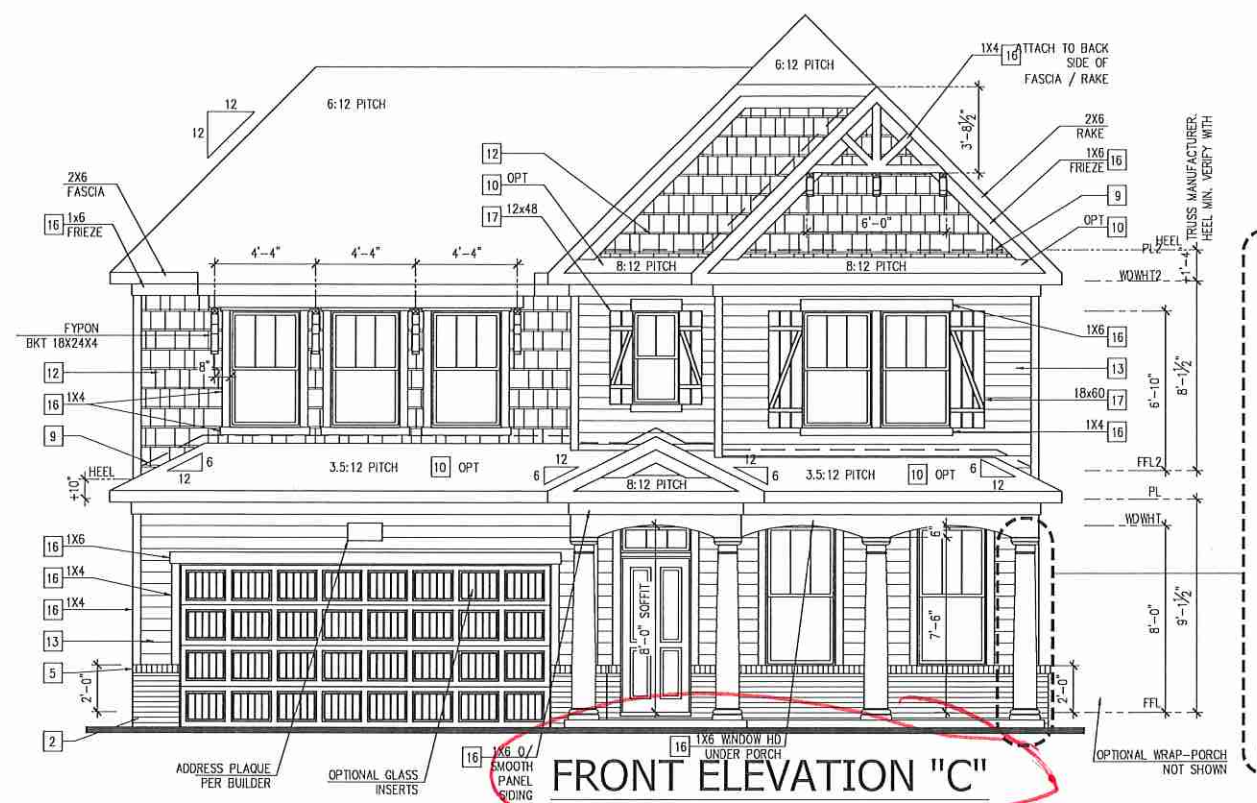 6:12 PITCH
1X4 16 ATTACH TO BACK
SIDE OF
FASCIA / RAKE
12
12
6:12 PITCH
3'-8½"
2X6
RAKE
1X6 16
FRIEZE
9
OPT 10
TRUSS MANUFACTURER.
HEEL MIN. VERIFY WITH
12
10 OPT
17 12x48
2X6
FASCIA
16 1x6
FRIEZE
6'-0"
4'-4"
4'-4"
4'-4"
8:12 PITCH
8:12 PITCH
HEEL
PL2
+1'-4"
WDWHT2
FYPON
BKT 18X24X4
8"
12
16 1X4
9
1X6
16
13
18x60 17
1X4 16
6'-10"
8'-1½"
FFL2
HEEL
+10"
6
12
3.5:12 PITCH
10 OPT
12
6
8:12 PITCH
12
6
3.5:12 PITCH
10 OPT
6
12
PL
WDWHT
16 1X6
16 1X4
16 1X4
13
5
2'-0"
2
8'-0" SOFFIT
6"
7'-6"
8'-0"
9'-1½"
2'-0"
FFL
ADDRESS PLAQUE
PER BUILDER
OPTIONAL GLASS
INSERTS
16 1X6 O/
SMOOTH
PANEL
SIDING
16 1X6 WINDOW HD
UNDER PORCH
OPTIONAL WRAP-PORCH
NOT SHOWN
FRONT ELEVATION "C"